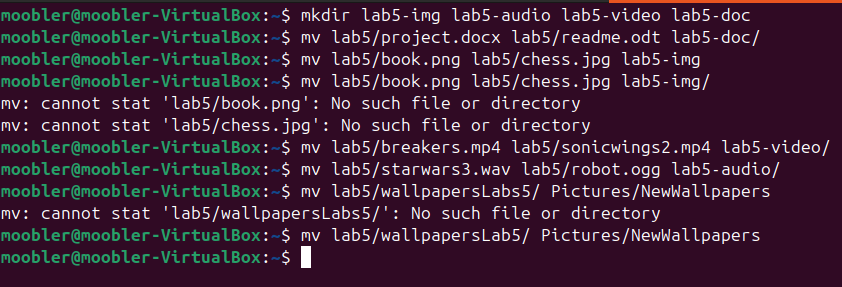 moobler@moobler-VirtualBox:~$ mkdir lab5-img lab5-audio lab5-video lab5-doc
moobler@moobler-VirtualBox:~$ mv lab5/project.docx lab5/readme.odt lab5-doc/
moobler@moobler-VirtualBox:~$ mv lab5/book.png lab5/chess.jpg lab5-img
moobler@moobler-VirtualBox:~$ mv lab5/book.png lab5/chess.jpg lab5-img/
mv: cannot stat 'lab5/book.png': No such file or directory
mv: cannot stat 'lab5/chess.jpg': No such file or directory
moobler@moobler-VirtualBox:~$ mv lab5/breakers.mp4 lab5/sonicwings2.mp4 lab5-video/
moobler@moobler-VirtualBox:~$ mv lab5/starwars3.wav lab5/robot.ogg lab5-audio/
moobler@moobler-VirtualBox:~$ mv lab5/wallpapersLabs5/ Pictures/NewWallpapers
mv: cannot stat 'lab5/wallpapersLabs5/': No such file or directory
moobler@moobler-VirtualBox:~$ mv lab5/wallpapersLab5/ Pictures/NewWallpapers
moobler@moobler-VirtualBox:~$